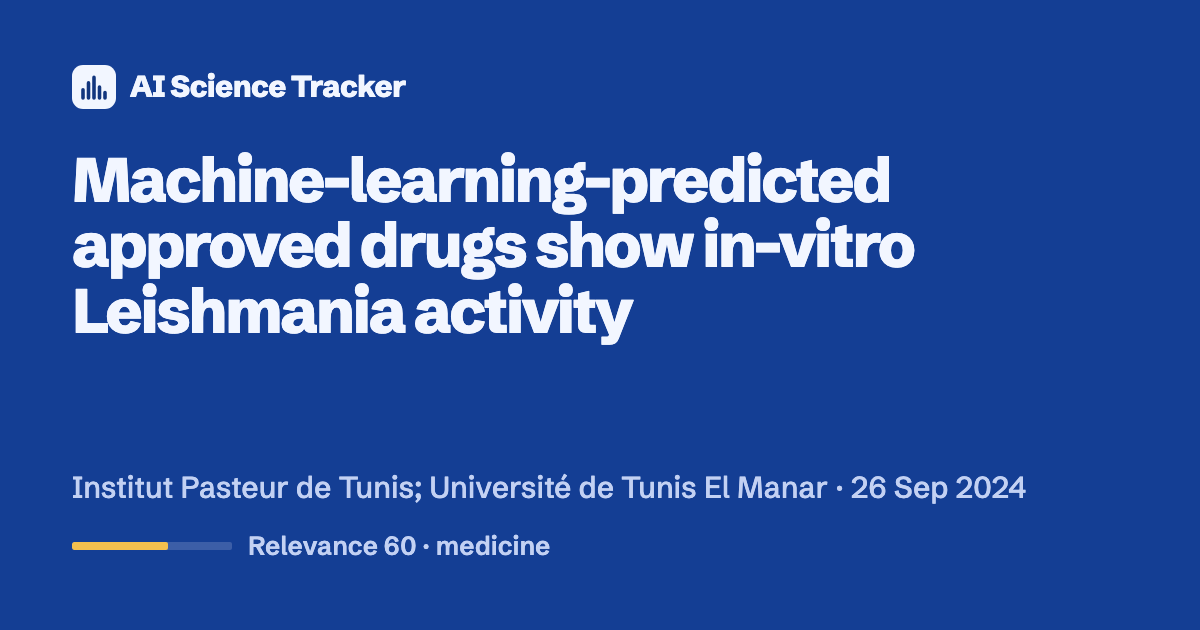 AI Science Tracker
Machine-learning-predicted
approved drugs show in-vitro
Leishmania activity
Institut Pasteur de Tunis; Université de Tunis El Manar · 26 Sep 2024
Relevance 60 · medicine